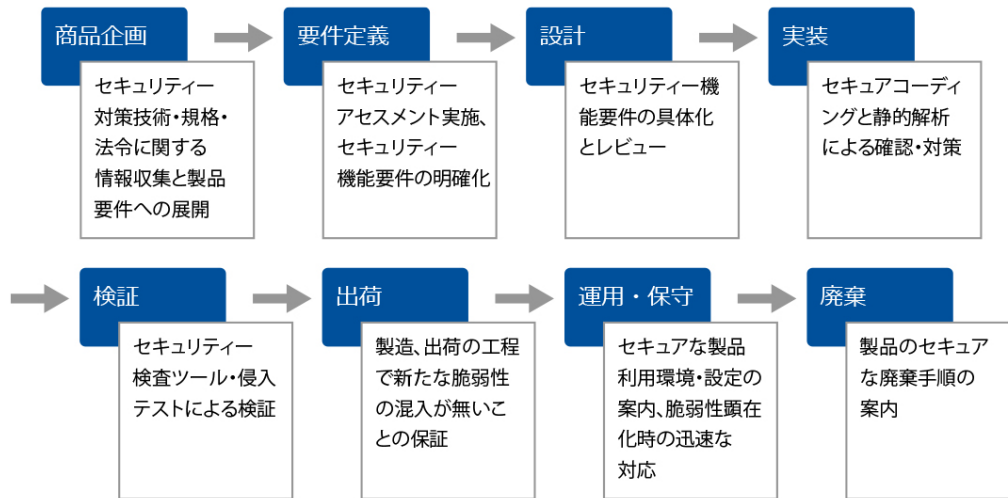 商品企画
セキュリティー
対策技術・規格・
法令に関する
情報収集と製品
要件への展開
要件定義
セキュリティー
アセスメント実施、
セキュリティー
機能要件の明確化
設計
セキュリティー機
能要件の具体化
とレビュー
実装
セキュアコーディ
ングと静的解析
による確認・対策
検証
セキュリティー
検査ツール・侵入
テストによる検証
出荷
製造、出荷の工程
で新たな脆弱性
の混入が無いこ
との保証
運用・保守
セキュアな製品
利用環境・設定の
案内、脆弱性顕在
化時の迅速な
対応
廃棄
製品のセキュア
な廃棄手順の
案内